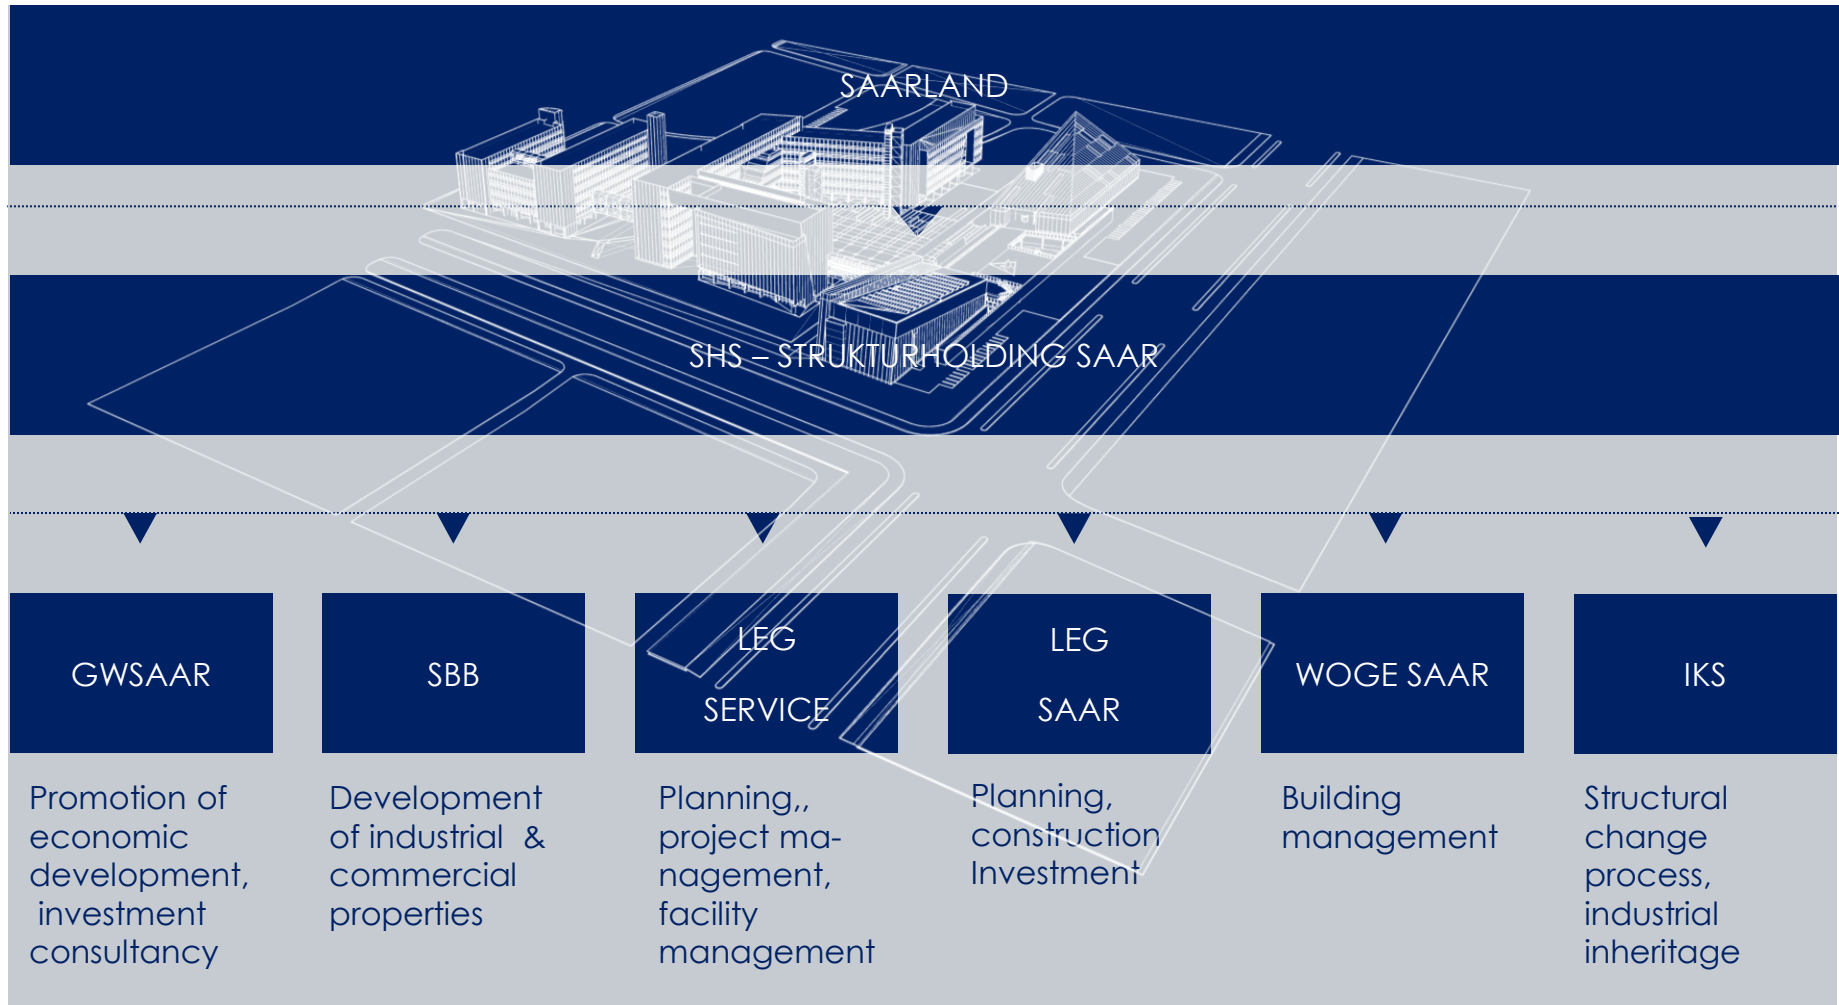 SAARLAND
SHS – STRUKTURHOLDING SAAR
GWSAAR
SBB
LEG
SERVICE
LEG
SAAR
WOGE SAAR
IKS
Promotion of
economic
development,
investment
consultancy
Development
of industrial &
commercial
properties
Planning,,
project ma-
nagement,
facility
management
Planning,
construction
Investment
Building
management
Structural
change
process,
industrial
inheritage